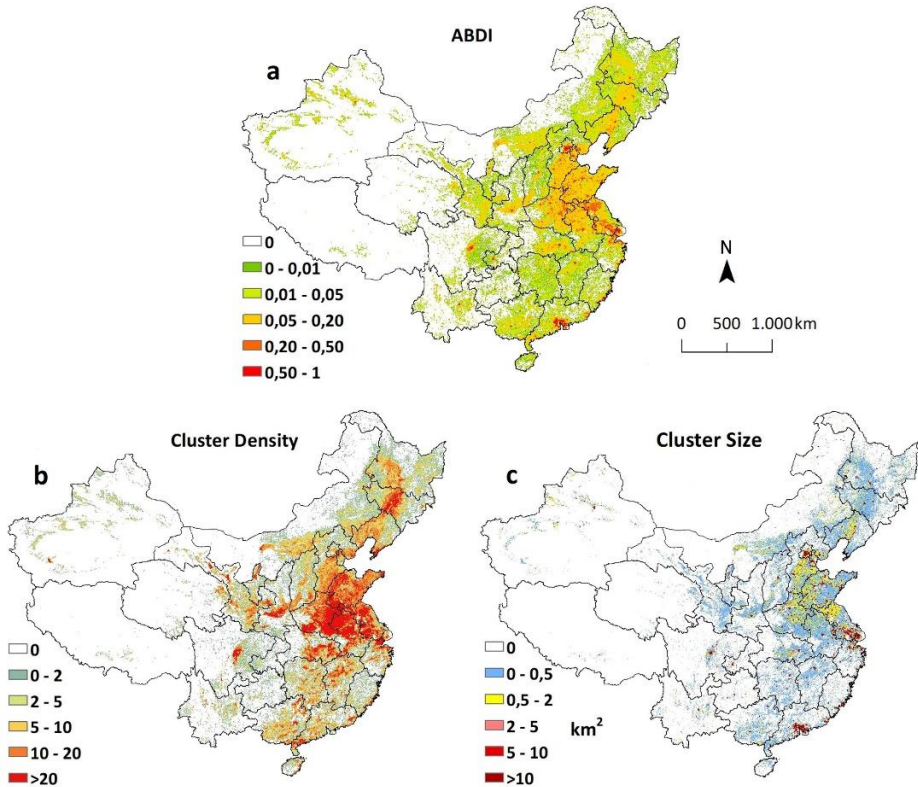 ABDI
a
0
0 - 0,01
0,01 - 0,05
0,05 - 0,20
0,20 - 0,50
0,50 - 1
N
0 500 1.000 km
Cluster Density
b
0
0 - 2
2 - 5
5 - 10
10 - 20
>20
Cluster Size
c
0
0 - 0,5
0,5 - 2
2 - 5
5 - 10
>10
km²